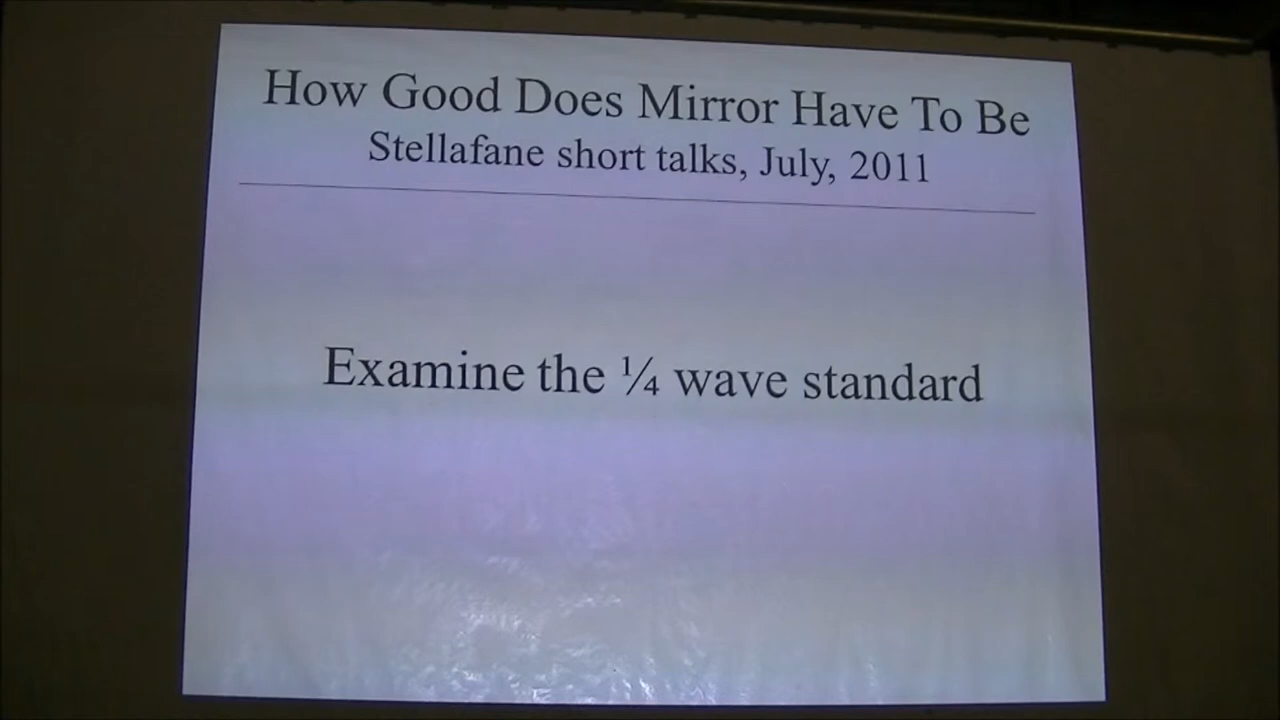 How Good Does Mirror Have To Be
Stellafane short talks, July, 2011
Examine the ¼ wave standard